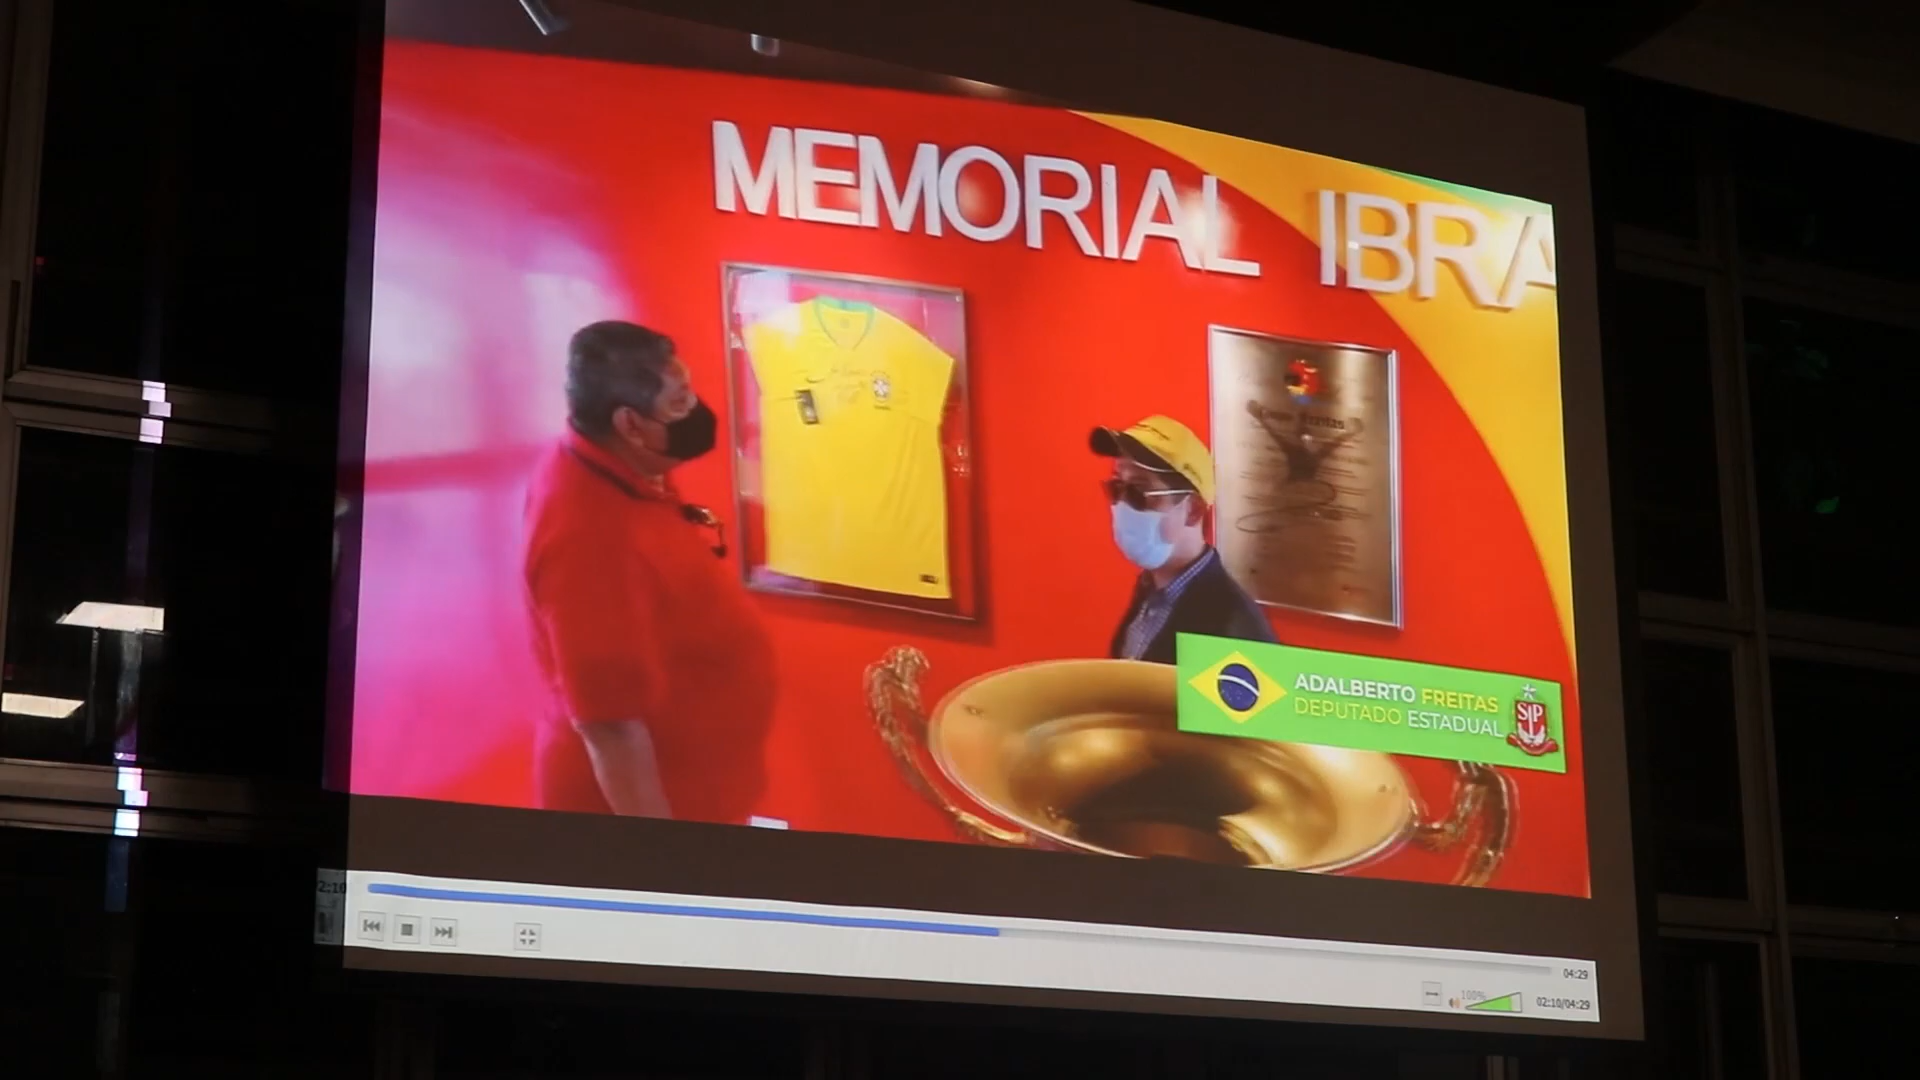 MEMORIAL IBRA
ADALBERTO FREITAS
DEPUTADO ESTADUAL
SP
2:10
04:29
100%
02:10/04:29